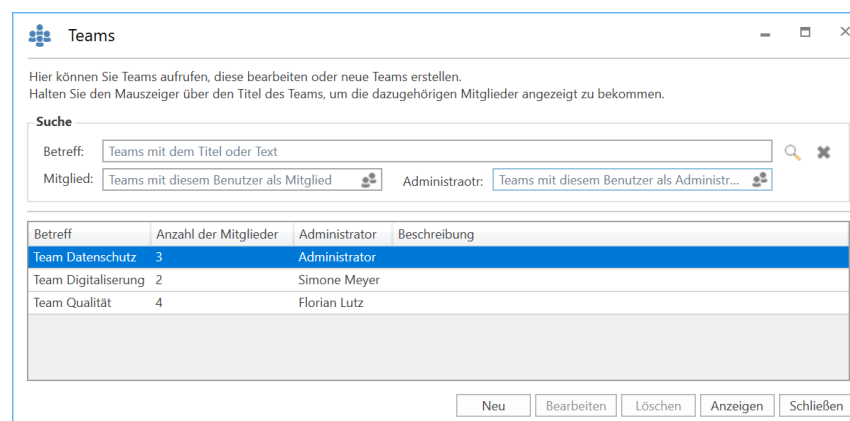 Teams
Hier können Sie Teams aufrufen, diese bearbeiten oder neue Teams erstellen.
Halten Sie den Mauszeiger über den Titel des Teams, um die dazugehörigen Mitglieder angezeigt zu bekommen.
Suche
Betreff: Teams mit dem Titel oder Text
Mitglied: Teams mit diesem Benutzer als Mitglied Administraotr: Teams mit diesem Benutzer als Administr...
Betreff Anzahl der Mitglieder Administrator Beschreibung
Team Datenschutz 3 Administrator
Team Digitaliserung 2 Simone Meyer
Team Qualität 4 Florian Lutz
Neu Bearbeiten Löschen Anzeigen Schließen